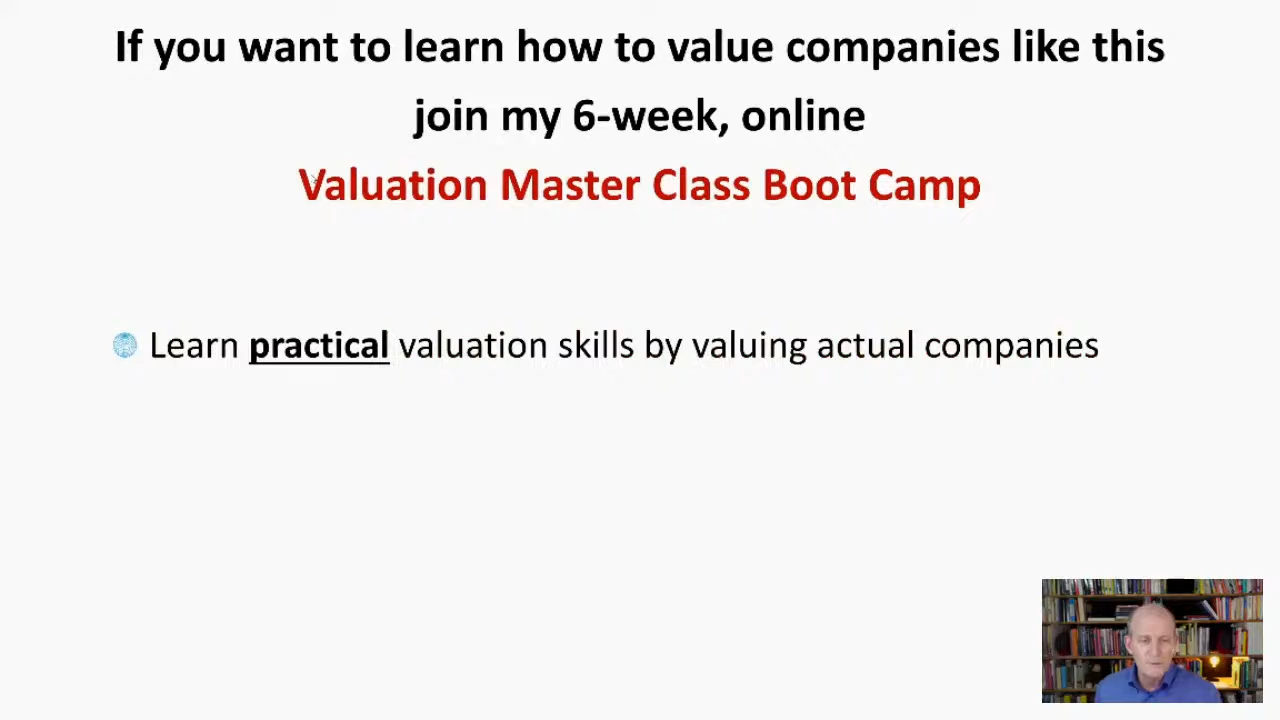 If you want to learn how to value companies like this
join my 6-week, online
Valuation Master Class Boot Camp
Learn practical valuation skills by valuing actual companies